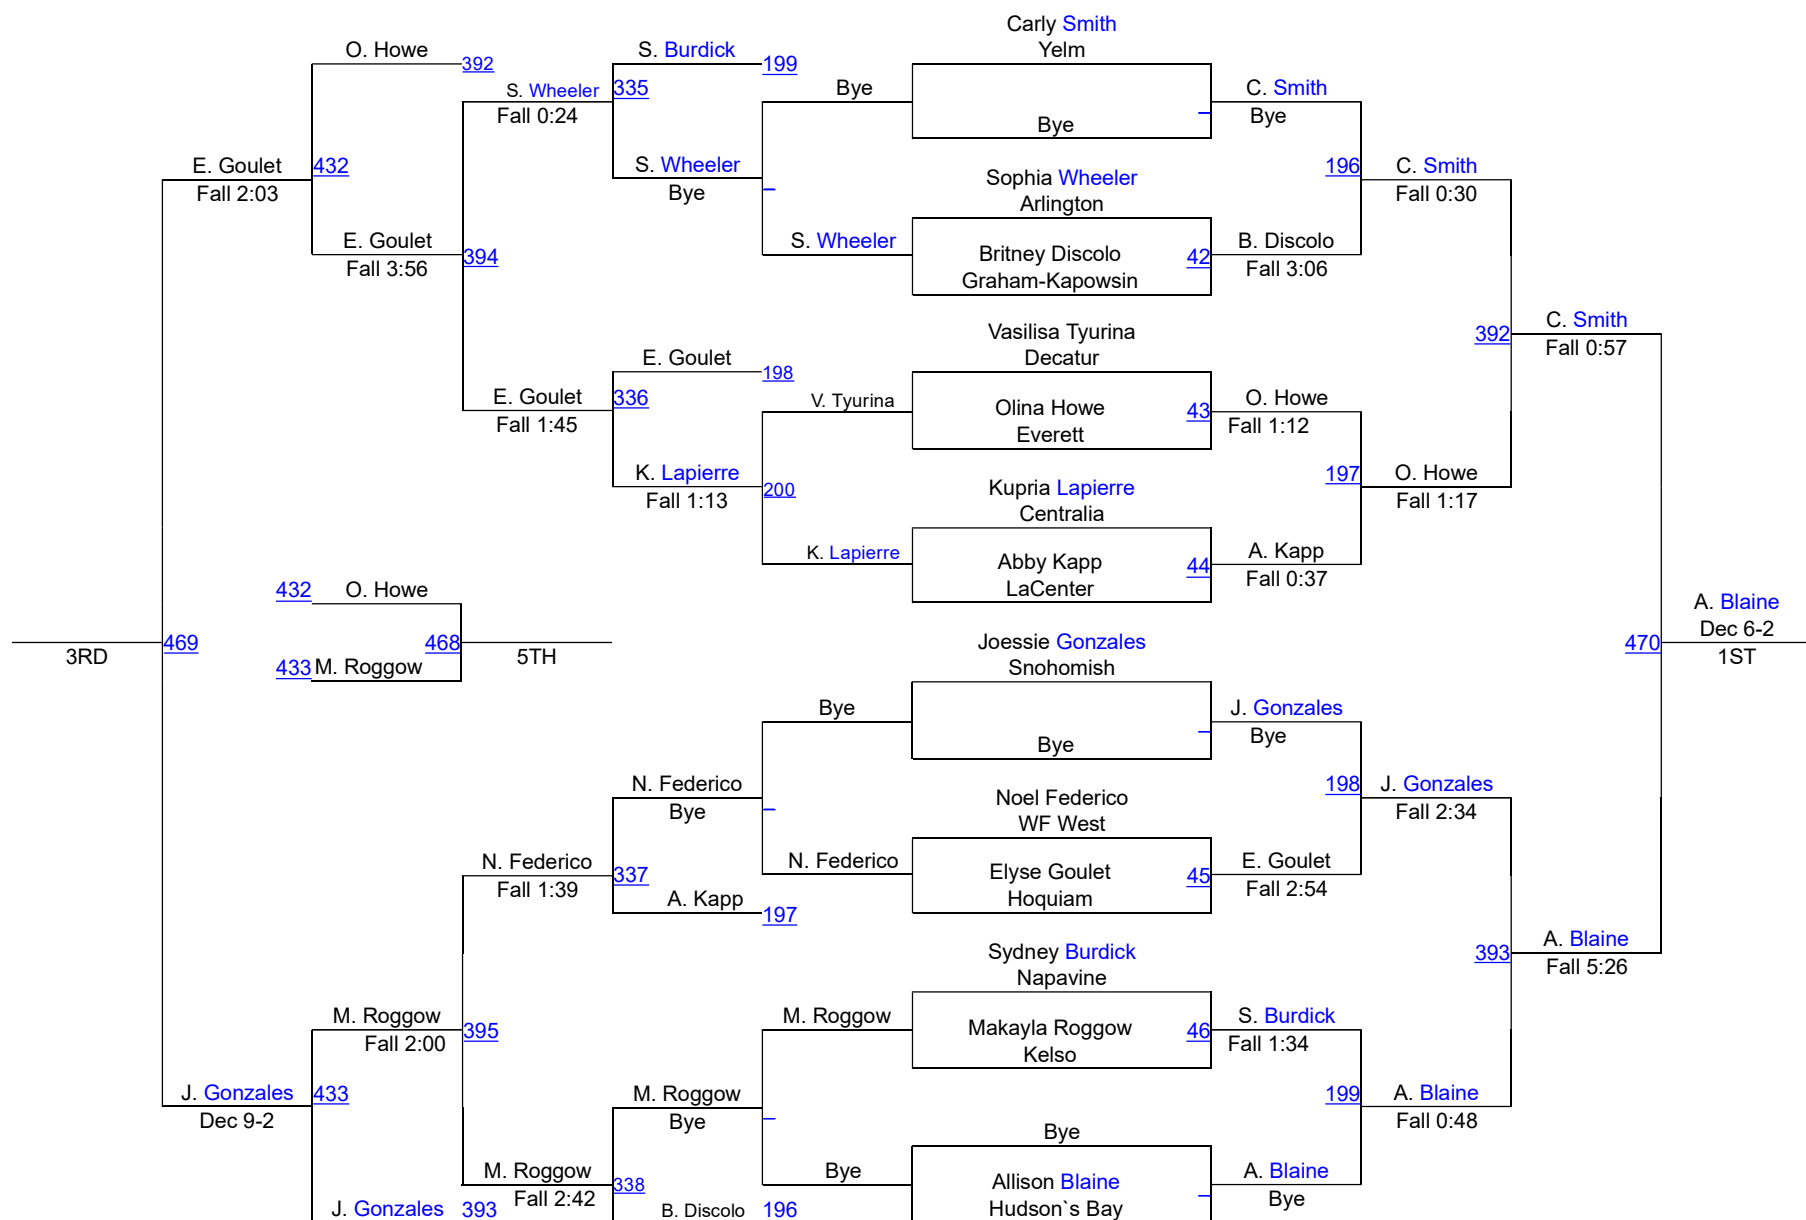 Carly Smith
O. Howe
S. Burdick
Yelm
392
199
S. Wheeler
335
Bye
C. Smith
Fall 0:24
Bye
Bye
E. Goulet
432
S. Wheeler
196
C. Smith
Fall 2:03
Bye
Sophia Wheeler
Fall 0:30
Arlington
E. Goulet
S. Wheeler
B. Discolo
Fall 3:56
394
Britney Discolo
42
Fall 3:06
Graham-Kapowsin
Vasilisa Tyurina
C. Smith
E. Goulet
Decatur
392
Fall 0:57
198
E. Goulet
336
V. Tyurina
Olina Howe
43
O. Howe
Fall 1:45
Everett
Fall 1:12
K. Lapierre
200
Kupria Lapierre
197
O. Howe
Fall 1:13
Centralia
Fall 1:17
K. Lapierre
Abby Kapp
44
A. Kapp
LaCenter
Fall 0:37
432
O. Howe
A. Blaine
469
468
Joessie Gonzales
470
Dec 6-2
3RD
433
M. Roggow
5TH
Snohomish
1ST
Bye
J. Gonzales
Bye
Bye
N. Federico
198
J. Gonzales
Bye
Noel Federico
Fall 2:34
WF West
N. Federico
337
N. Federico
Elyse Goulet
45
E. Goulet
Fall 1:39
A. Kapp
Hoquiam
Fall 2:54
197
Sydney Burdick
393
A. Blaine
Napavine
Fall 5:26
M. Roggow
395
M. Roggow
Makayla Roggow
46
S. Burdick
Fall 2:00
Kelso
Fall 1:34
J. Gonzales
433
M. Roggow
199
A. Blaine
Dec 9-2
Bye
Bye
Fall 0:48
M. Roggow
338
Bye
Allison Blaine
A. Blaine
J. Gonzales
393
Fall 2:42
B. Discolo
196
Hudson`s Bay
Bye